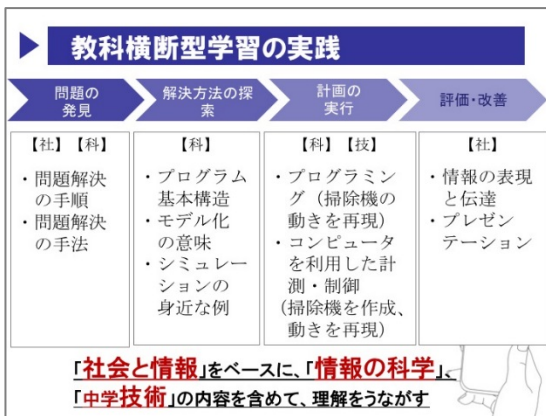 教科横断型学習の実践
問題の
発見
解決方法の探
索
計画の
実行
評価・改善
【社】【科】
・問題解決
の手順
・問題解決
の手法
【科】
・プログラム
基本構造
・モデル化
の意味
・シミュレー
ションの
身近な例
【科】【技】
・プログラミン
グ（掃除機の
動きを再現）
・コンピュータ
を利用した計
測・制御
（掃除機を作成、
動きを再現）
【社】
・情報の表現
と伝達
・プレゼン
テーション
「社会と情報」をベースに、「情報の科学」、
「中学技術」の内容を含めて、理解をうながす